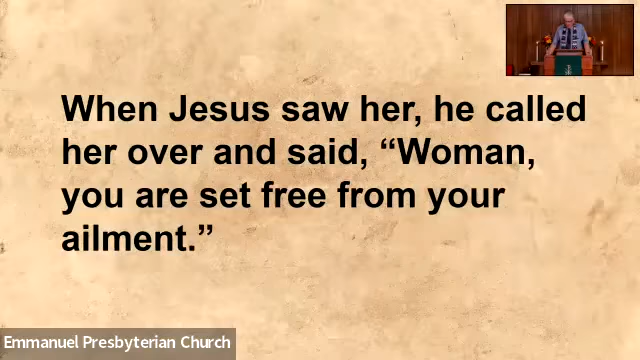 When Jesus saw her, he called
her over and said, “Woman,
you are set free from your
ailment.”
Emmanuel Presbyterian Church